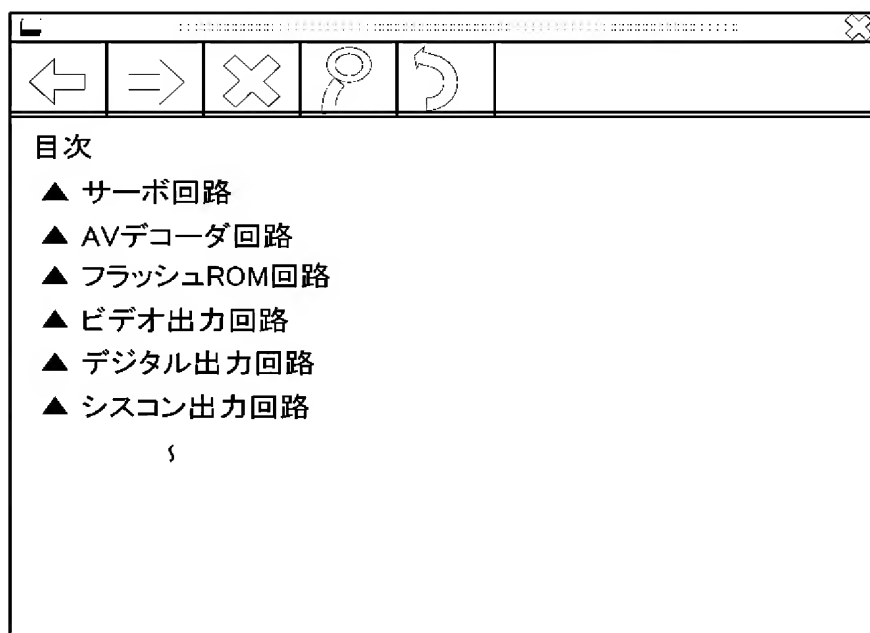 目次
▲ サーボ回路
▲ AVデコーダ回路
▲ フラッシュROM回路
▲ ビデオ出力回路
▲ デジタル出力回路
▲ シスコン出力回路